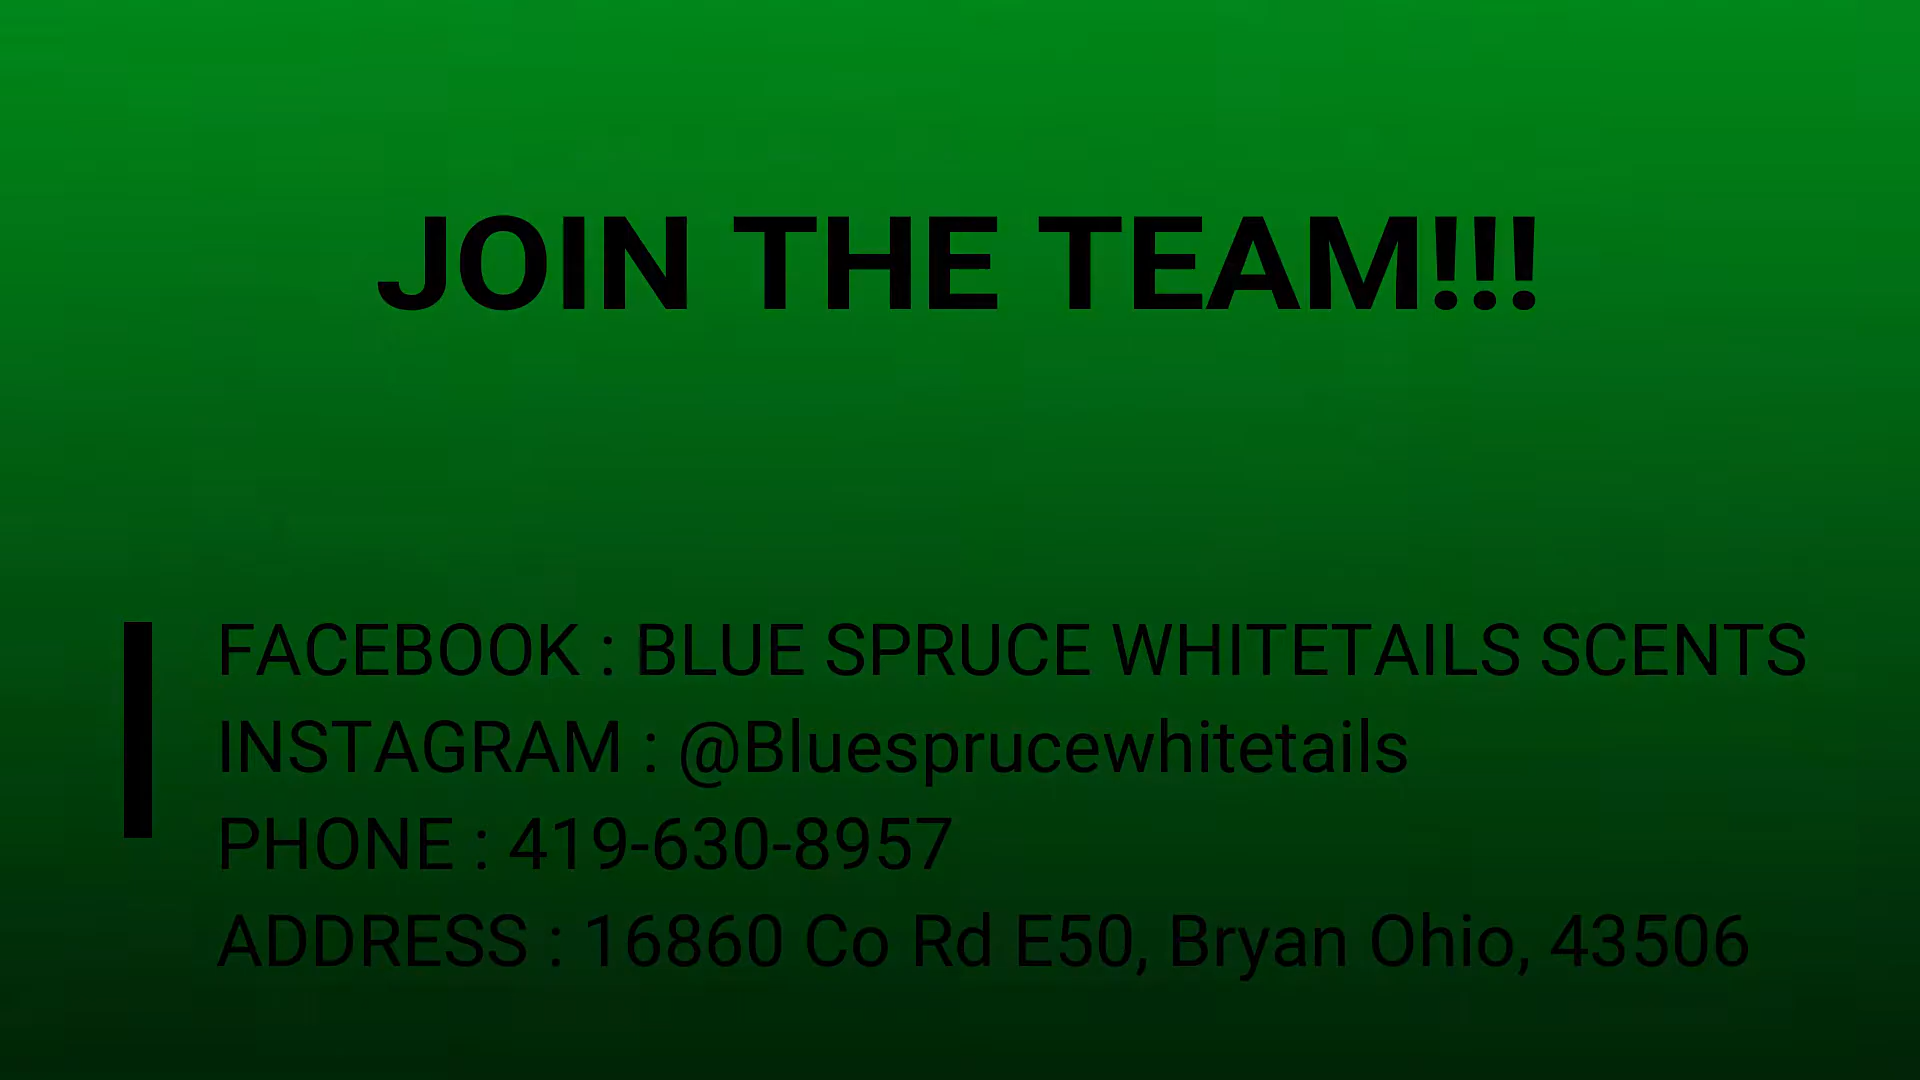 JOIN THE TEAM!!!
FACEBOOK : BLUE SPRUCE WHITETAILS SCENTS
INSTAGRAM : @Bluesprucewhitetails
PHONE : 419-630-8957
ADDRESS : 16860 Co Rd E50, Bryan Ohio, 43506